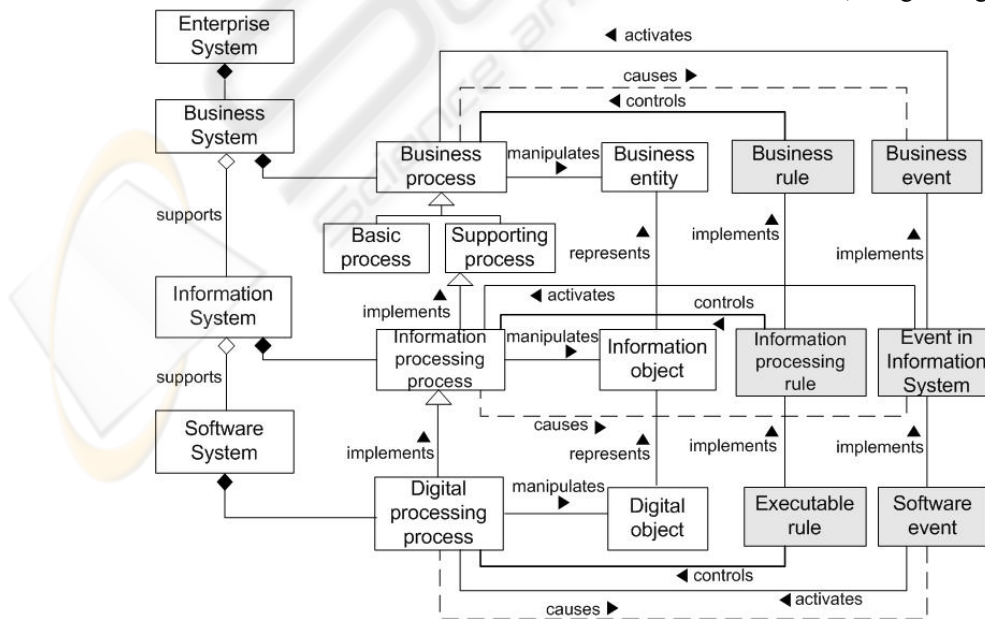 Enterprise
System
◄ activates
causes ►
◄ controls
Business
System
Business
process
manipulates
►
Business
entity
Business
rule
Business
event
supports
Basic
process
Supporting
process
▲
represents
▲
implements
▲
implements
Information
System
▲
implements
◄ activates
controls
◄
Information
processing
process
manipulates
►
Information
object
Information
processing
rule
Event in
Information
System
supports
causes ►
Software
System
▲
implements
▲
represents
▲
implements
▲
implements
Digital
processing
process
manipulates
►
Digital
object
Executable
rule
Software
event
◄ controls
◄ activates
causes ►